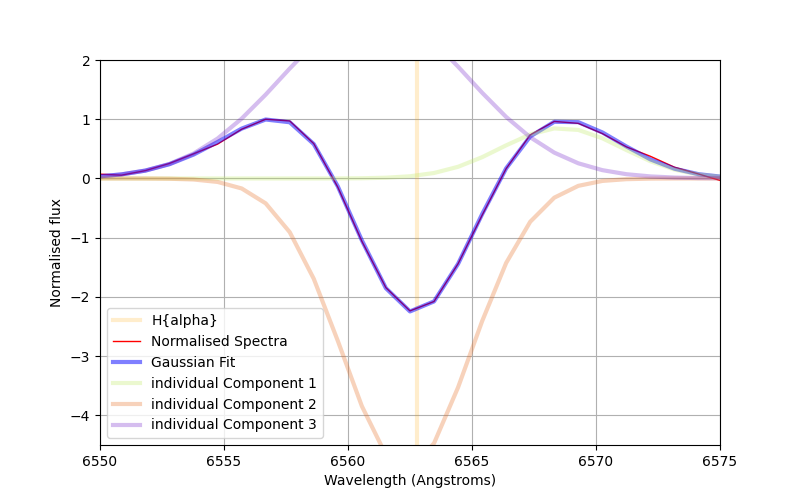 2
1
0
−1
−2
−3
−4
Normalised flux
H{alpha}
Normalised Spectra
Gaussian Fit
individual Component 1
individual Component 2
individual Component 3
6550 6555 6560 6565 6570 6575
Wavelength (Angstroms)